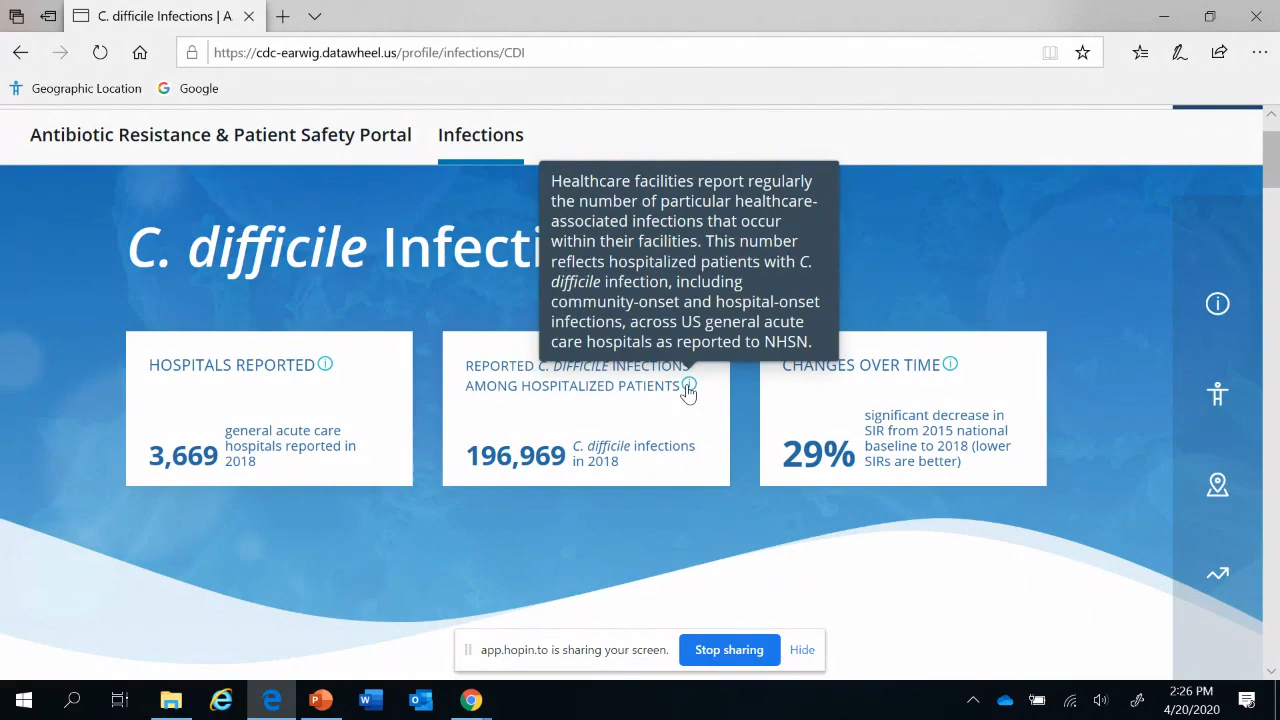 C. difficile Infections | A
https://cdc-earwig.datawheel.us/profile/infections/CDI
Geographic Location
Google
Antibiotic Resistance & Patient Safety Portal
Infections
Healthcare facilities report regularly
the number of particular healthcare-
associated infections that occur
within their facilities. This number
reflects hospitalized patients with C.
difficile infection, including
community-onset and hospital-onset
infections, across US general acute
care hospitals as reported to NHSN.
C. difficile Infecti
HOSPITALS REPORTED
3,669
general acute care
hospitals reported in
2018
REPORTED C. DIFFICILE INFECTIONS
AMONG HOSPITALIZED PATIENTS
196,969
C. difficile infections
in 2018
CHANGES OVER TIME
29%
significant decrease in
SIR from 2015 national
baseline to 2018 (lower
SIRs are better)
app.hopin.to is sharing your screen.
Stop sharing
Hide
2:26 PM
4/20/2020